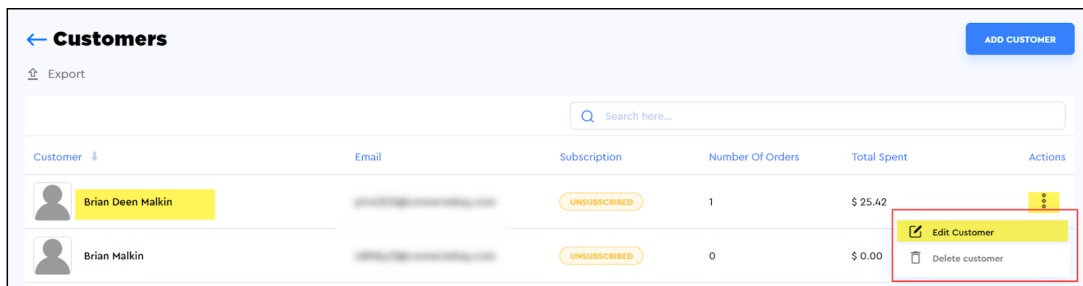 Customers
ADD CUSTOMER
Export
Search here...
Customer Email Subscription Number Of Orders Total Spent Actions
Brian Deen Malkin UNSUBSCRIBED 1 $ 25.42
Edit Customer
Brian Malkin UNSUBSCRIBED 0 $ 0.00
Delete customer